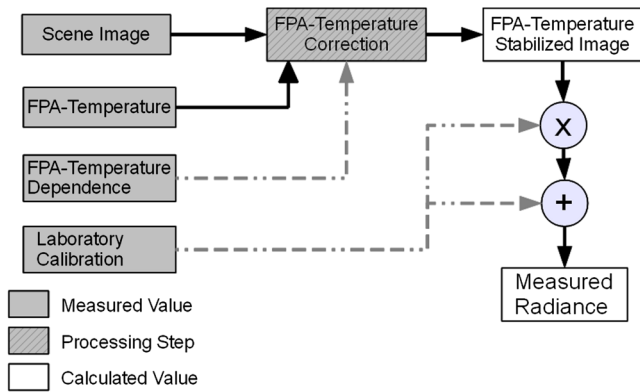 Scene Image
FPA-Temperature
Correction
FPA-Temperature
Stabilized Image
FPA-Temperature
X
FPA-Temperature
Dependence
+
Laboratory
Calibration
Measured
Radiance
Measured Value
Processing Step
Calculated Value